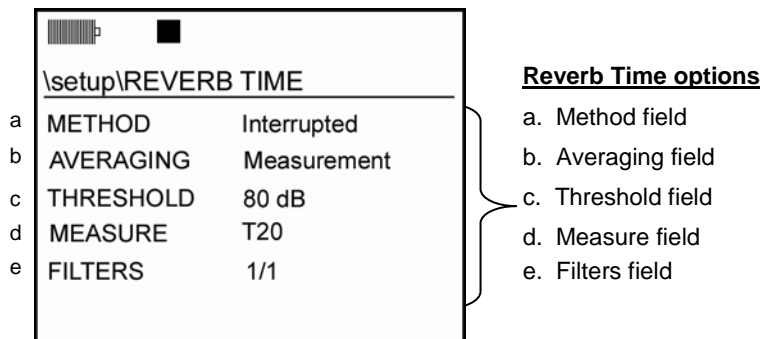 \setup\REVERB TIME
a METHOD Interrupted
b AVERAGING Measurement
c THRESHOLD 80 dB
d MEASURE T20
e FILTERS 1/1
Reverb Time options
a. Method field
b. Averaging field
c. Threshold field
d. Measure field
e. Filters field